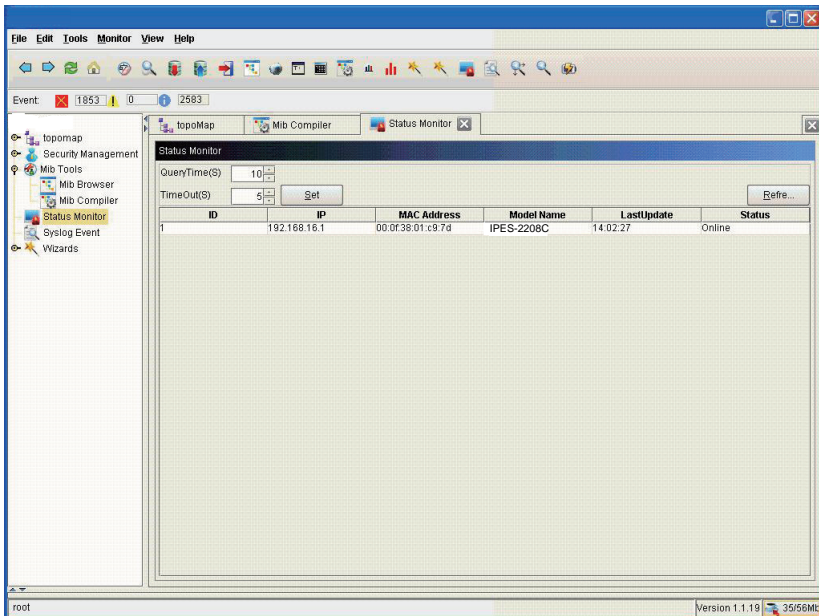 File Edit Tools Monitor View Help
Event: 1853 0 2583
topomap
Security Management
Mib Tools
Mib Browser
Mib Compiler
Status Monitor
Syslog Event
Wizards
topoMap Mib Compiler Status Monitor
Status Monitor
QueryTime(S) 10
TimeOut(S) 5 Set Refre...
ID IP MAC Address Model Name LastUpdate Status
1 192.168.16.1 00:0f:38:01:c9:7d IPES-2208C 14:02:27 Online
root Version 1.1.19 35/56Mb